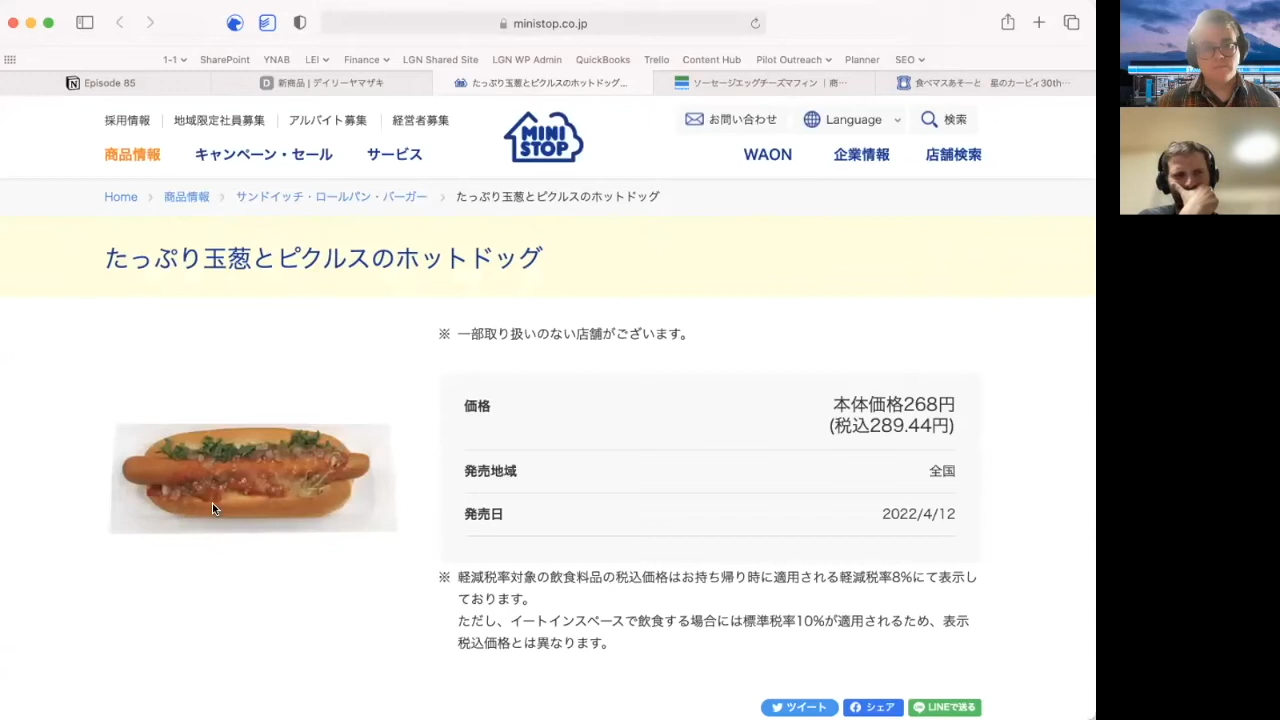 ministop.co.jp
1-1 SharePoint YNAB LEI Finance LGN Shared Site LGN WP Admin QuickBooks Trello Content Hub Pilot Outreach Planner SEO
Episode 85 新商品 | デイリーヤマザキ たっぷり玉葱とピクルスのホットドッグ... ソーセージエッグチーズマフィン | 商… 食べマスあそーと 星のカービィ30th…
採用情報 地域限定社員募集 アルバイト募集 経営者募集 MINI STOP お問い合わせ Language 検索
商品情報 キャンペーン・セール サービス WAON 企業情報 店舗検索
Home 商品情報 サンドイッチ・ロールパン・バーガー たっぷり玉葱とピクルスのホットドッグ
たっぷり玉葱とピクルスのホットドッグ
※ 一部取り扱いのない店舗がございます。
価格 本体価格268円
(税込289.44円)
発売地域 全国
発売日 2022/4/12
※ 軽減税率対象の飲食料品の税込価格はお持ち帰り時に適用される軽減税率8%にて表示し
ております。
ただし、イートインスペースで飲食する場合には標準税率10%が適用されるため、表示
税込価格とは異なります。
ツイート シェア LINEで送る